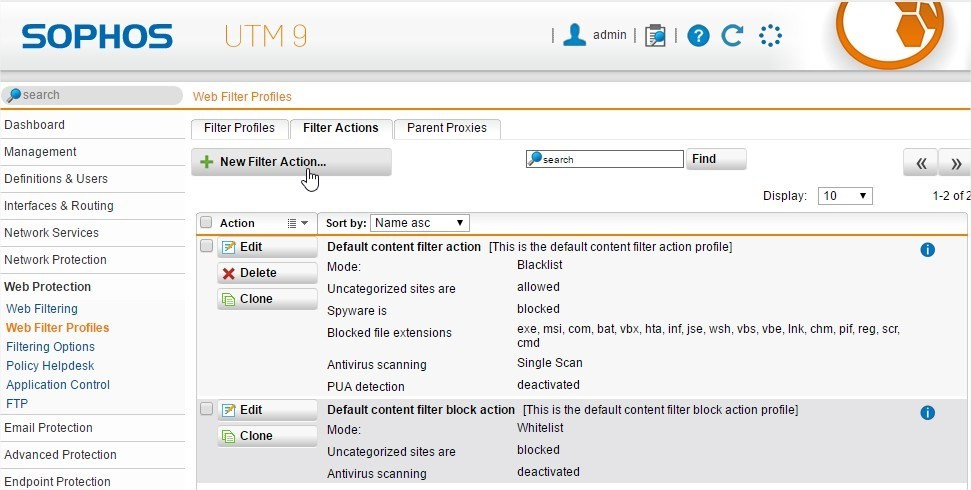 SOPHOS UTM 9 | admin | | ?
search
Web Filter Profiles
Dashboard
Management
Definitions & Users
Interfaces & Routing
Network Services
Network Protection
Web Protection
Web Filtering
Web Filter Profiles
Filtering Options
Policy Helpdesk
Application Control
FTP
Email Protection
Advanced Protection
Endpoint Protection
Filter Profiles Filter Actions Parent Proxies
+ New Filter Action... search Find « »
Display: 10 1-2 of 2
Action Sort by: Name asc
Edit Default content filter action [This is the default content filter action profile] i
Delete
Clone
Mode: Blacklist
Uncategorized sites are allowed
Spyware is blocked
Blocked file extensions exe, msi, com, bat, vbx, hta, inf, jse, wsh, vbs, vbe, lnk, chm, pif, reg, scr,
cmd
Antivirus scanning Single Scan
PUA detection deactivated
Edit Default content filter block action [This is the default content filter block action profile] i
Clone
Mode: Whitelist
Uncategorized sites are blocked
Antivirus scanning deactivated